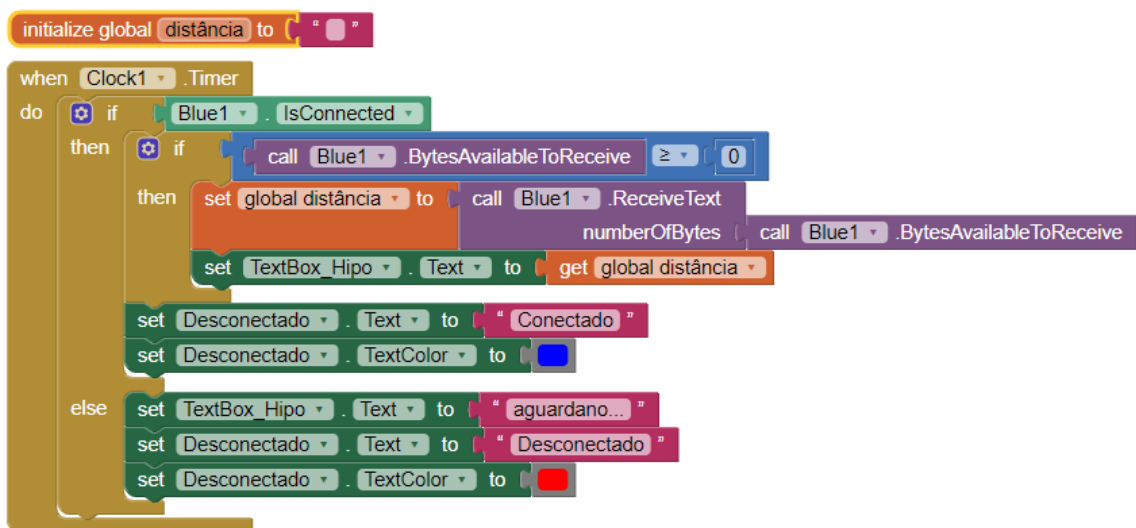 initialize global distância to " "
when Clock1 .Timer
do if Blue1 . IsConnected
then if call Blue1 .BytesAvailableToReceive ≥ 0
then set global distância to call Blue1 .ReceiveText
numberOfBytes call Blue1 .BytesAvailableToReceive
set TextBox_Hipo . Text to get global distância
set Desconectado . Text to " Conectado "
set Desconectado . TextColor to
else set TextBox_Hipo . Text to " aguardano... "
set Desconectado . Text to " Desconectado "
set Desconectado . TextColor to